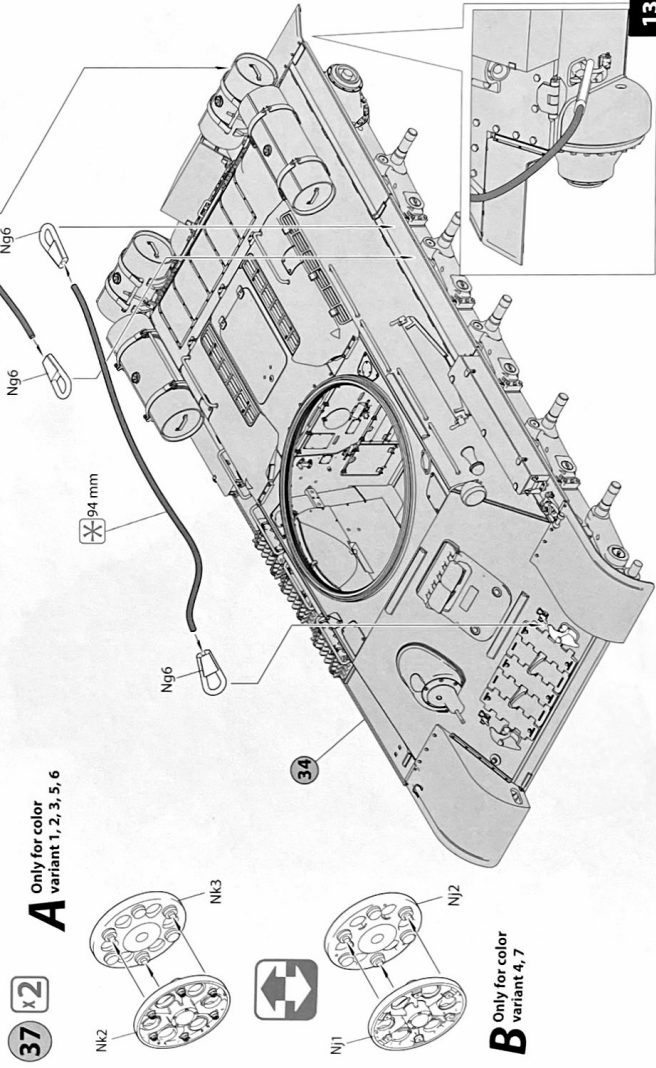 13
37
x2
A Only for color
variant 1, 2, 3, 5, 6
Nk2
Nk3
Nj1
Nj2
B Only for color
variant 4, 7
Ng6
Ng6
Ng6
94 mm
34